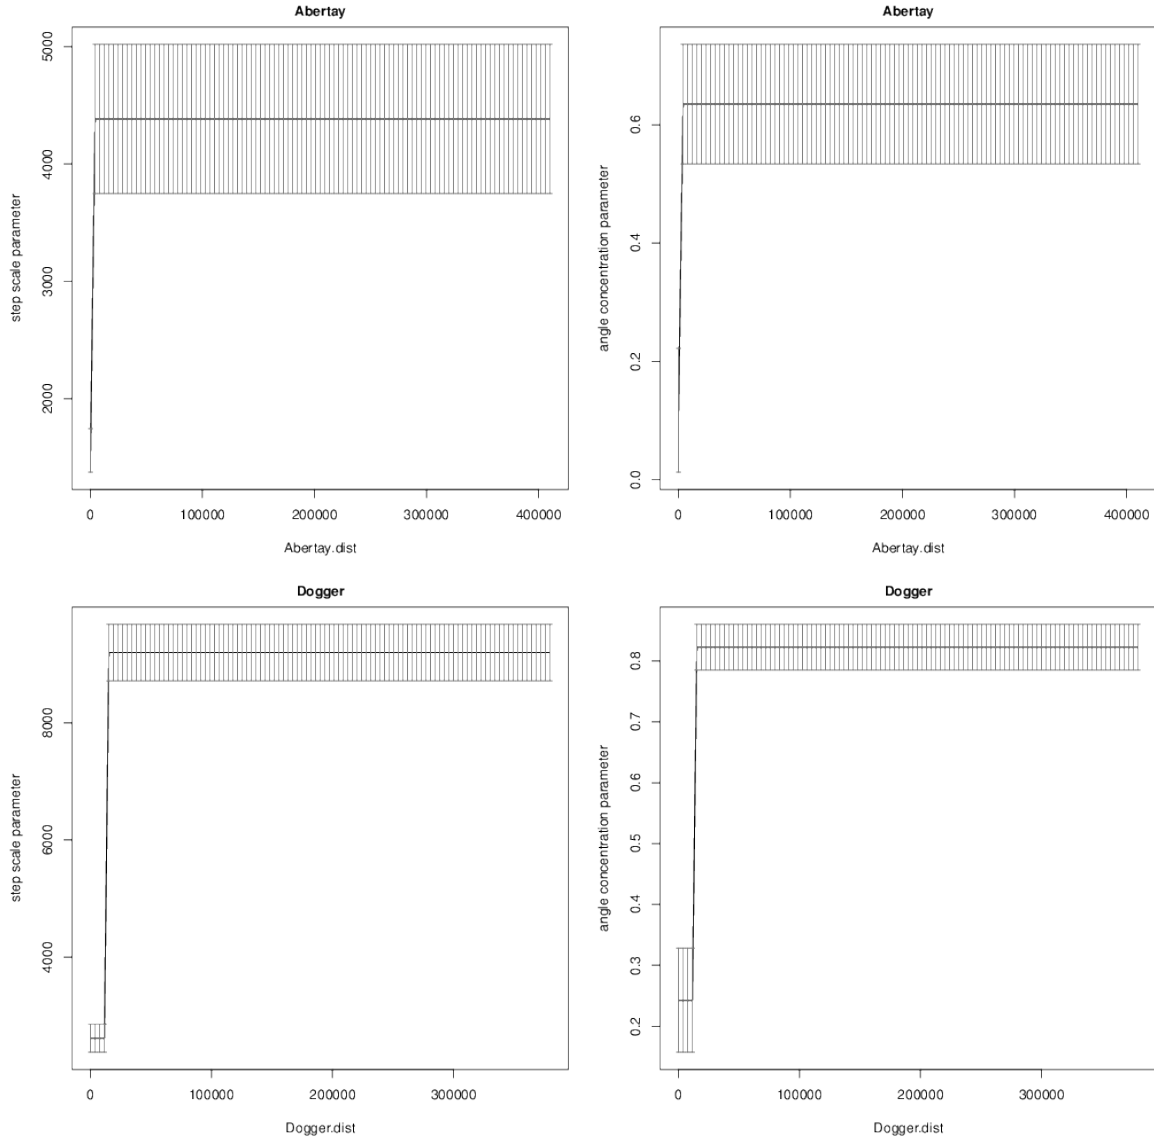 Abertay
step scale parameter
5000
4000
3000
2000
0 100000 200000 300000 400000
Abertay.dist
Abertay
angle concentration parameter
0.6
0.4
0.2
0.0
0 100000 200000 300000 400000
Abertay.dist
Dogger
step scale parameter
8000
6000
4000
0 100000 200000 300000
Dogger.dist
Dogger
angle concentration parameter
0.8
0.7
0.6
0.5
0.4
0.3
0.2
0 100000 200000 300000
Dogger.dist